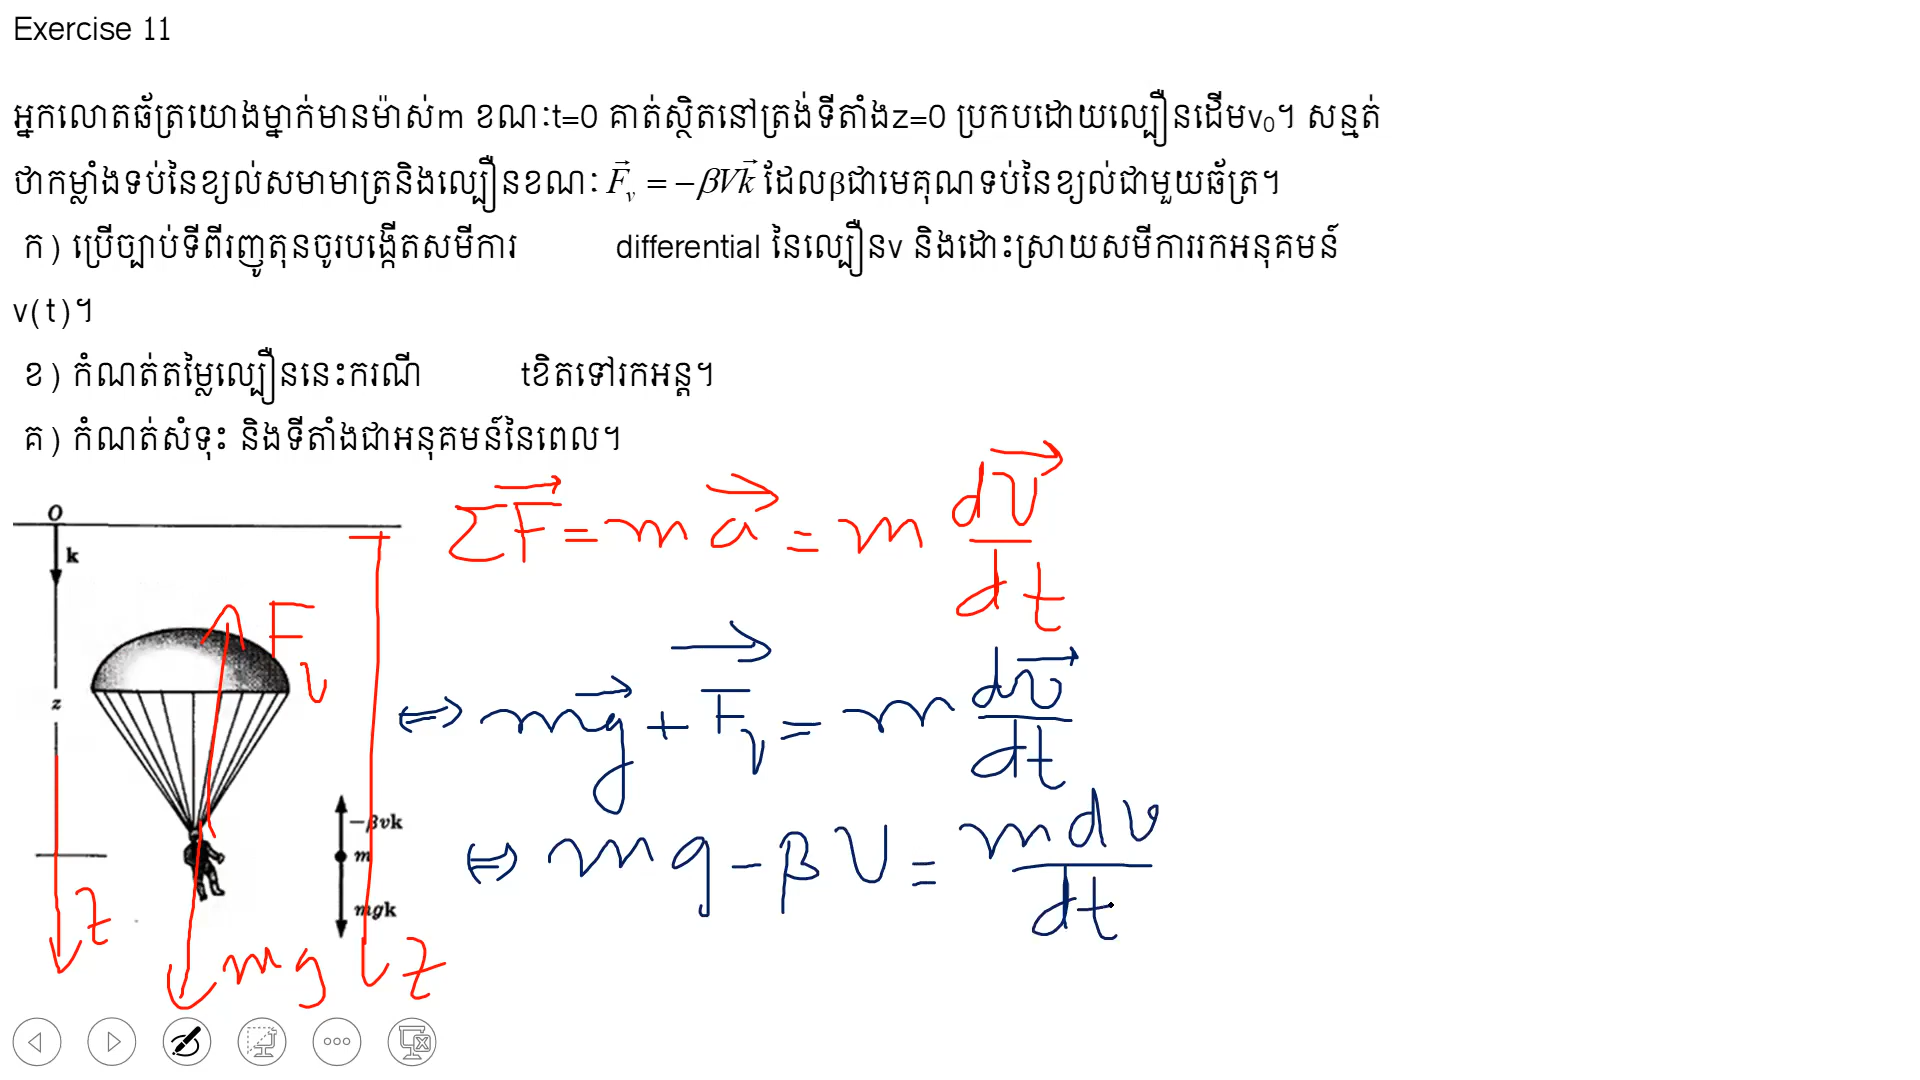 Exercise 11
អ្នកលោតឆ័ត្រយោងម្នាក់មានម៉ាស់m ខណៈt=0 គាត់ស្ថិតនៅត្រង់ទីតាំងz=0 ប្រកបដោយល្បឿនដើមv₀។ សន្មត់
ថាកម្លាំងទប់នៃខ្យល់សមាមាត្រនិងល្បឿនខណៈ F⃗ᵥ = −βVk⃗ ដែលβជាមេគុណទប់នៃខ្យល់ជាមួយឆ័ត្រ។
ក) ប្រើច្បាប់ទីពីរញូតុនចូរបង្កើតសមីការ differential នៃល្បឿនv និងដោះស្រាយសមីការរកអនុគមន៍
v(t)។
ខ) កំណត់តម្លៃល្បឿននេះករណី tខិតទៅរកអន្ត។
គ) កំណត់សំទុះ និងទីតាំងជាអនុគមន៍នៃពេល។
ΣF⃗ = ma⃗ = m dv⃗/dt
⇔ mg⃗ + F⃗ᵥ = m dv⃗/dt
⇔ mg − βv = m dv/dt
O
k
z
F v
−βvk
m
mgk
z
mg
z